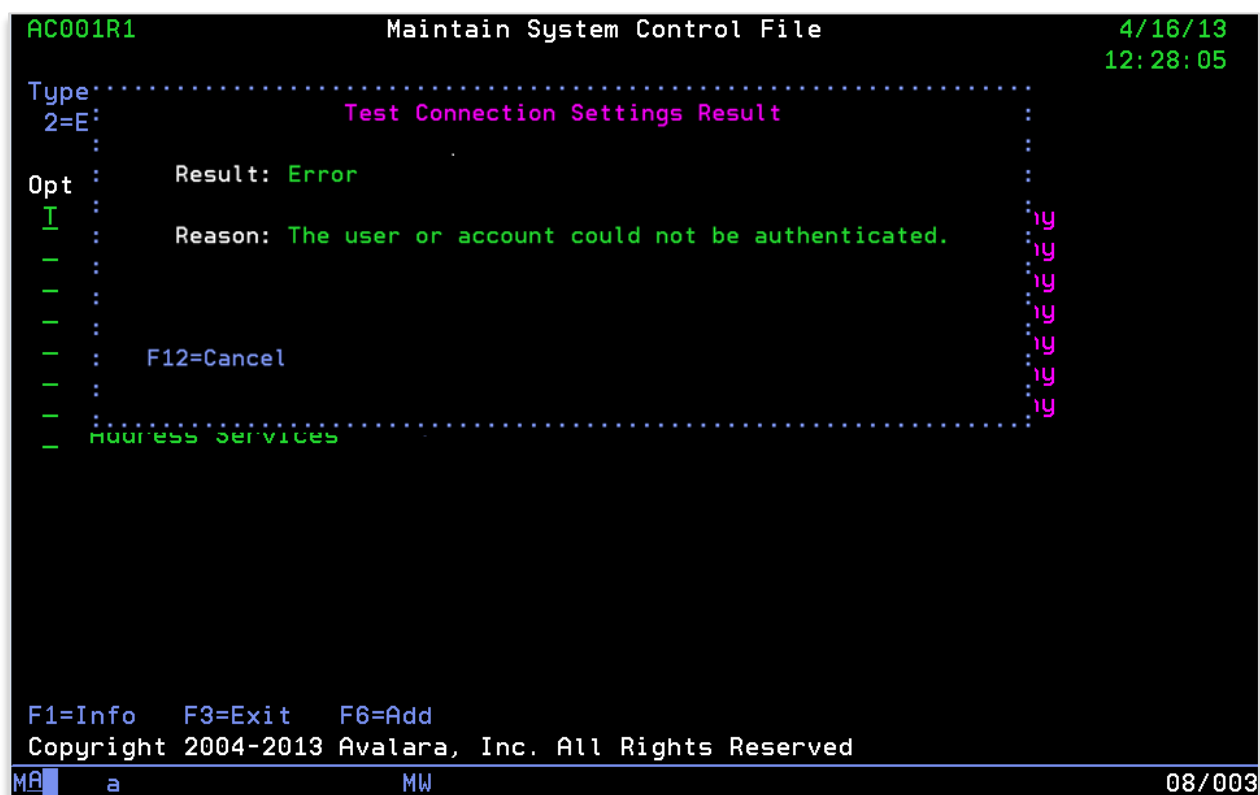 AC001R1 Maintain System Control File 4/16/13
12:28:05
Type
2=E Test Connection Settings Result
Result: Error
Opt
T
Reason: The user or account could not be authenticated.
F12=Cancel
Address Services
F1=Info F3=Exit F6=Add
Copyright 2004-2013 Avalara, Inc. All Rights Reserved
MA a MW 08/003